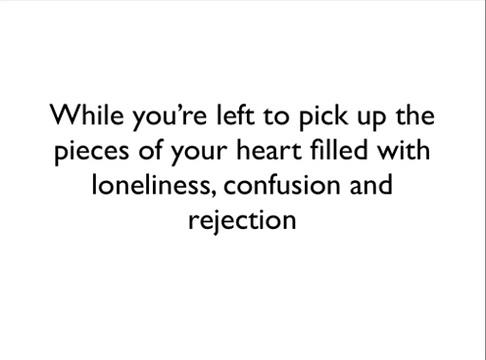 While you’re left to pick up the
pieces of your heart filled with
loneliness, confusion and
rejection